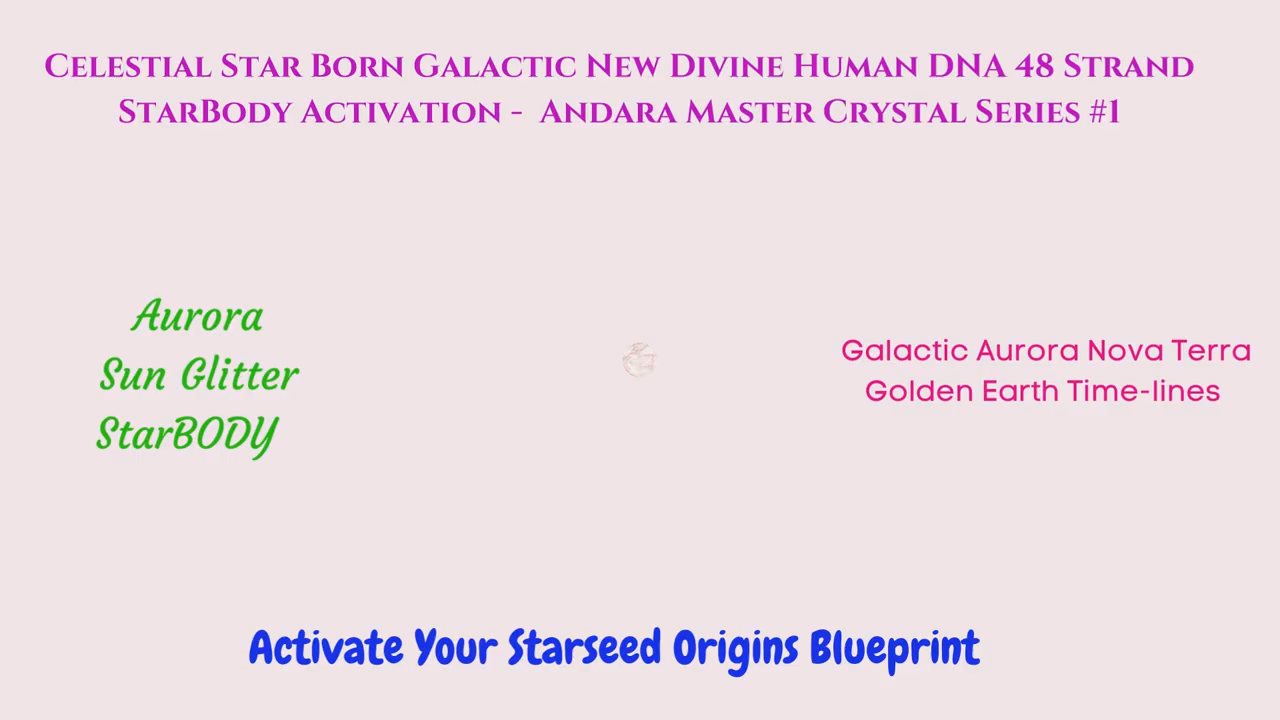 Celestial Star Born Galactic New Divine Human DNA 48 Strand
StarBody Activation - Andara Master Crystal Series #1
Aurora
Sun Glitter
StarBODY
Galactic Aurora Nova Terra
Golden Earth Time-lines
Activate Your Starseed Origins Blueprint